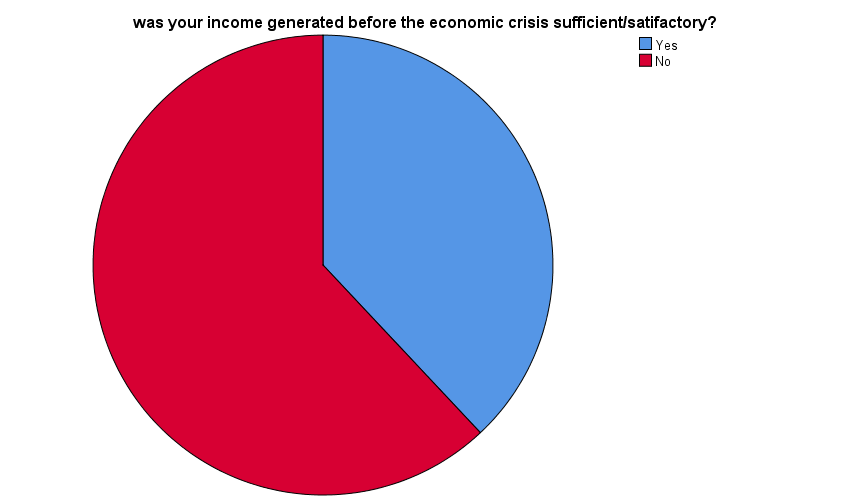 was your income generated before the economic crisis sufficient/satifactory?
Yes
No